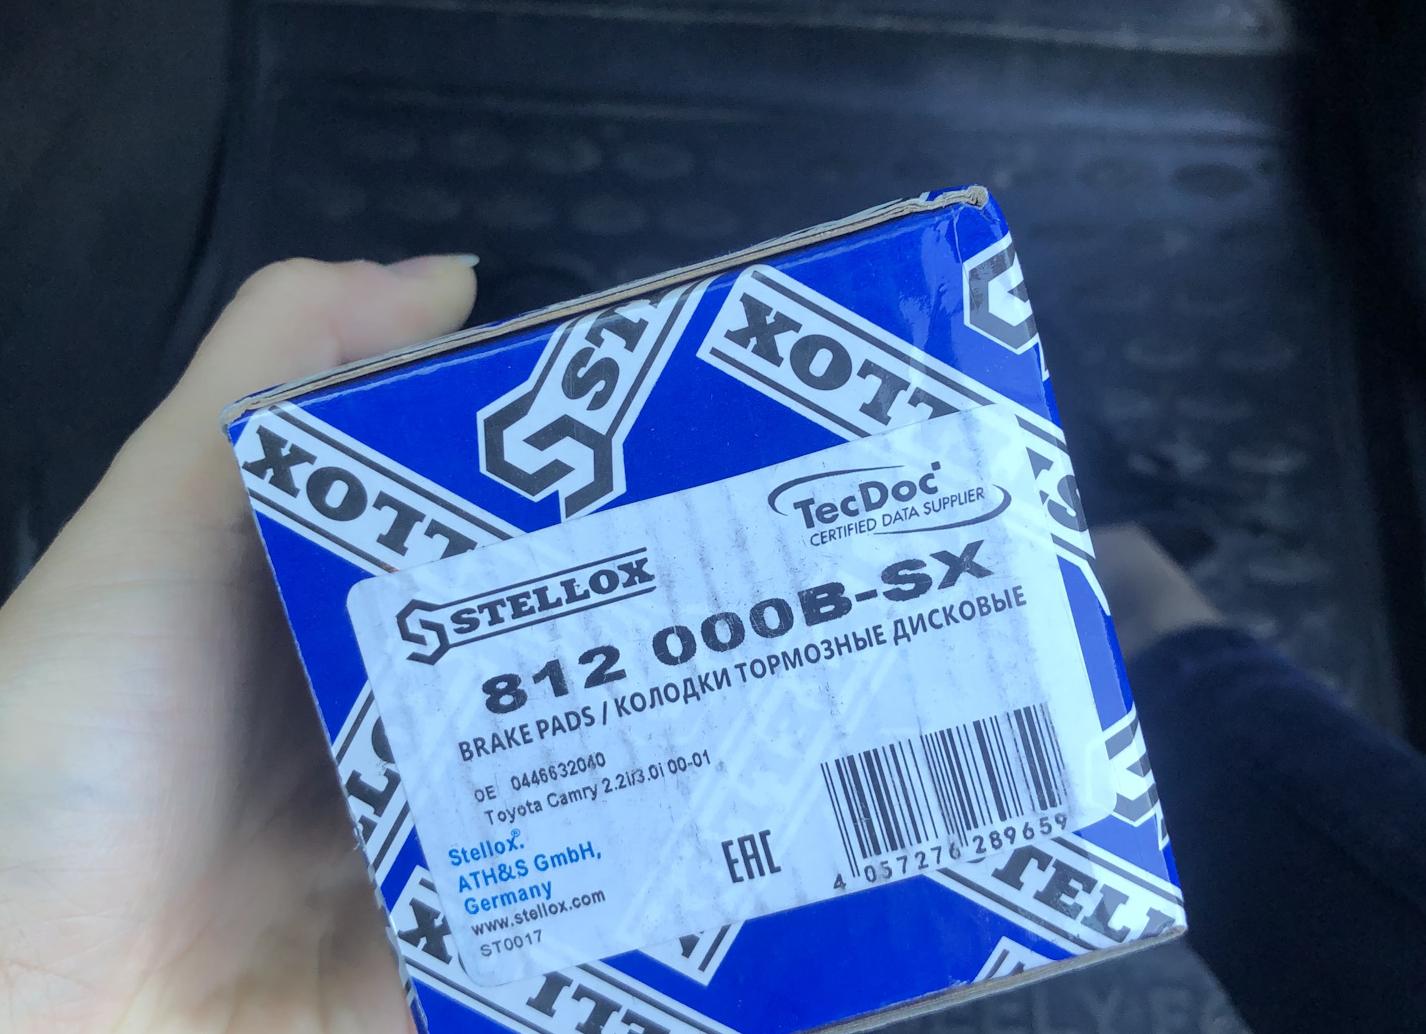 STELLOX
TecDoc
CERTIFIED DATA SUPPLIER
STELLOX
812 000B-SX
BRAKE PADS / КОЛОДКИ ТОРМОЗНЫЕ ДИСКОВЫЕ
OE 0446632040
Toyota Camry 2.2i/3.0i 00-01
Stellox®.
ATH&S GmbH,
Germany
www.stellox.com
ST0017
EAC
4 057276 289659